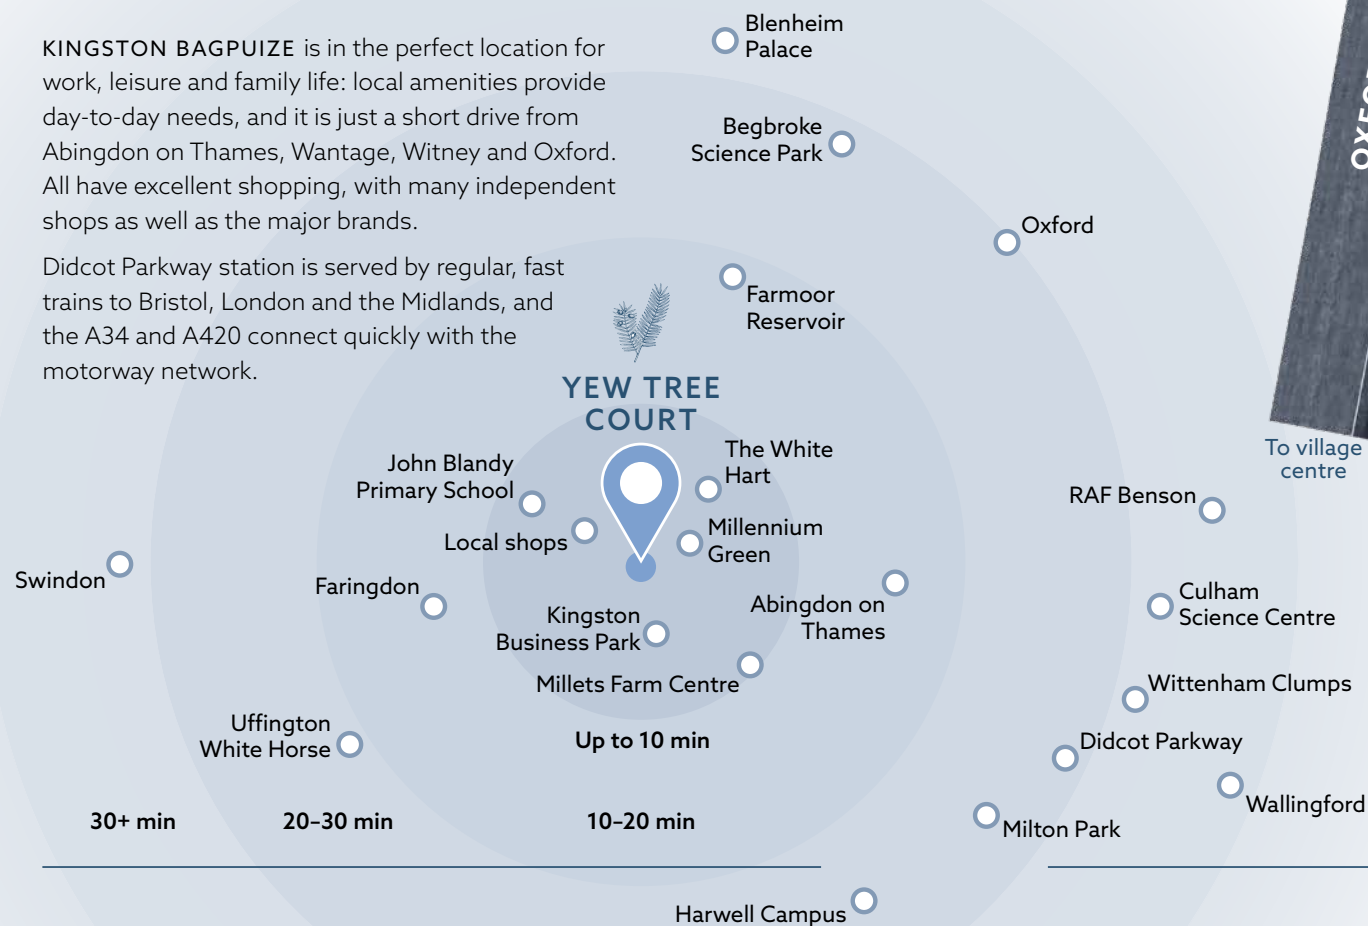 KINGSTON BAGPUIZE is in the perfect location for
work, leisure and family life: local amenities provide
day-to-day needs, and it is just a short drive from
Abingdon on Thames, Wantage, Witney and Oxford.
All have excellent shopping, with many independent
shops as well as the major brands.
Didcot Parkway station is served by regular, fast
trains to Bristol, London and the Midlands, and
the A34 and A420 connect quickly with the
motorway network.
Blenheim
Palace
Begbroke
Science Park
Oxford
Farmoor
Reservoir
YEW TREE
COURT
The White
Hart
John Blandy
Primary School
Local shops
Millennium
Green
To village
centre
RAF Benson
Swindon
Faringdon
Abingdon on
Thames
Culham
Science Centre
Kingston
Business Park
Millets Farm Centre
Wittenham Clumps
Uffington
White Horse
Up to 10 min
Didcot Parkway
Wallingford
30+ min
20–30 min
10–20 min
Milton Park
Harwell Campus